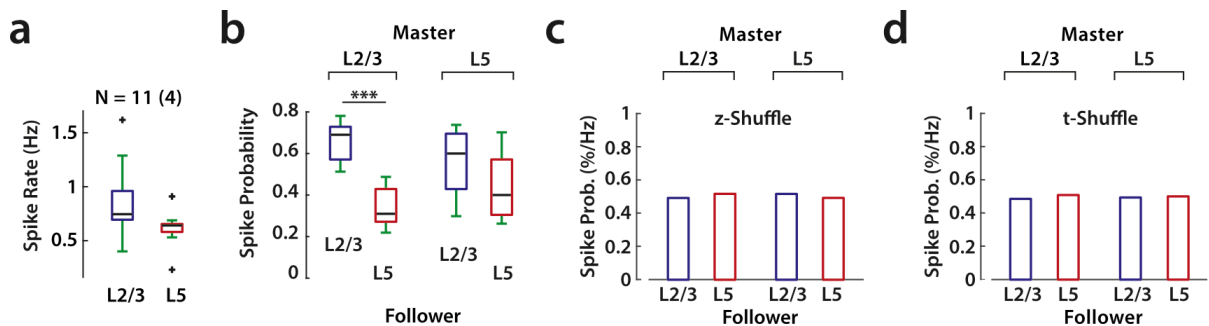 a
N = 11 (4)
Spike Rate (Hz)
1.5
1
0.5
L2/3 L5
b
Master
L2/3 L5
***
Spike Probability
0.8
0.6
0.4
0.2
0
L2/3 L5 L2/3 L5
Follower
c
Master
L2/3 L5
z-Shuffle
Spike Prob. (%/Hz)
1
0.8
0.6
0.4
0.2
0
L2/3 L5 L2/3 L5
Follower
d
Master
L2/3 L5
t-Shuffle
Spike Prob. (%/Hz)
1
0.8
0.6
0.4
0.2
0
L2/3 L5 L2/3 L5
Follower